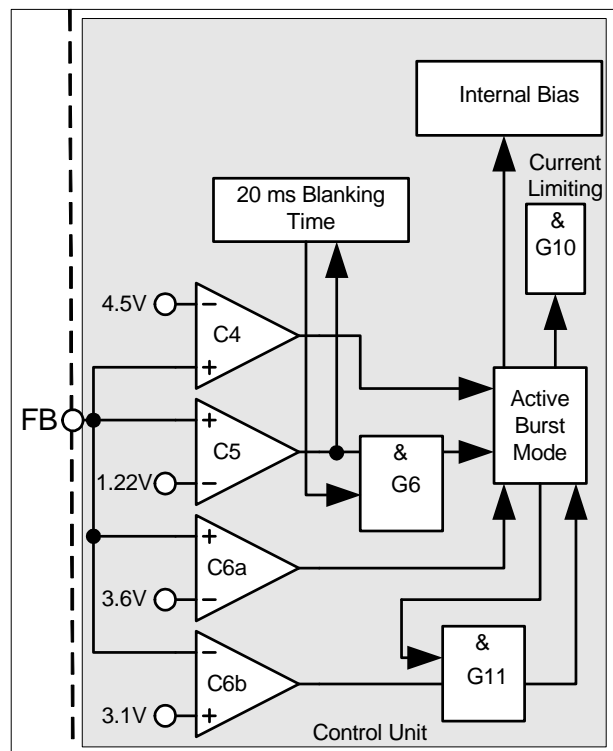 Internal Bias
Current
Limiting
20 ms Blanking
Time
&
G10
4.5V
−
C4
+
FB
+
C5
−
1.22V
&
G6
Active
Burst
Mode
+
C6a
−
3.6V
−
C6b
+
3.1V
&
G11
Control Unit